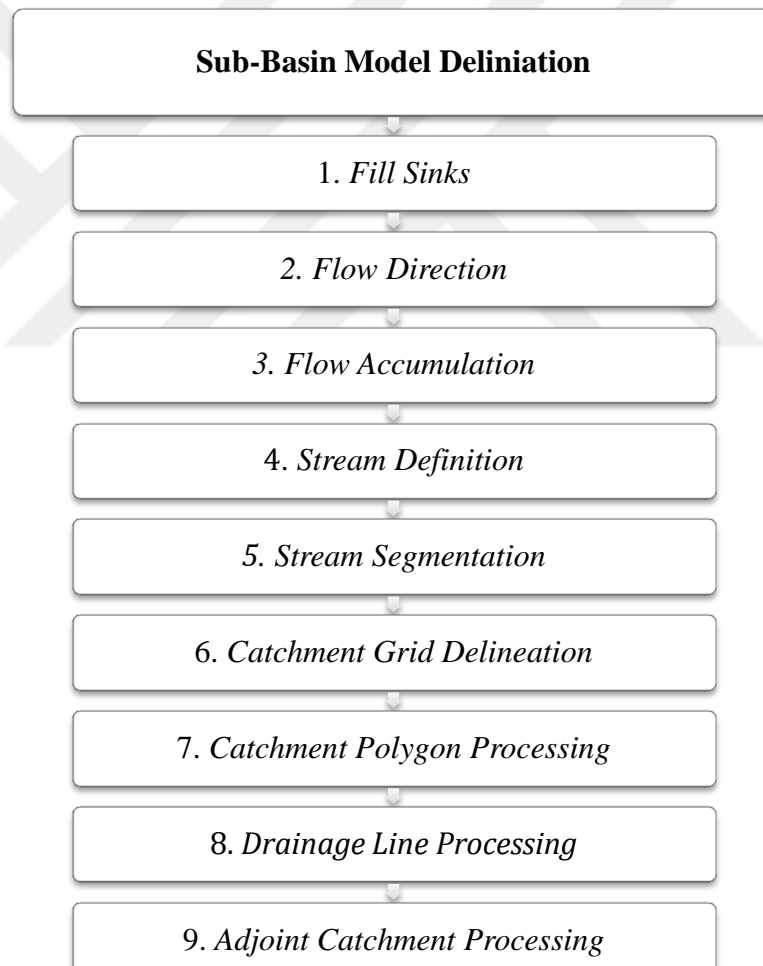 Sub-Basin Model Deliniation
1. Fill Sinks
2. Flow Direction
3. Flow Accumulation
4. Stream Definition
5. Stream Segmentation
6. Catchment Grid Delineation
7. Catchment Polygon Processing
8. Drainage Line Processing
9. Adjoint Catchment Processing